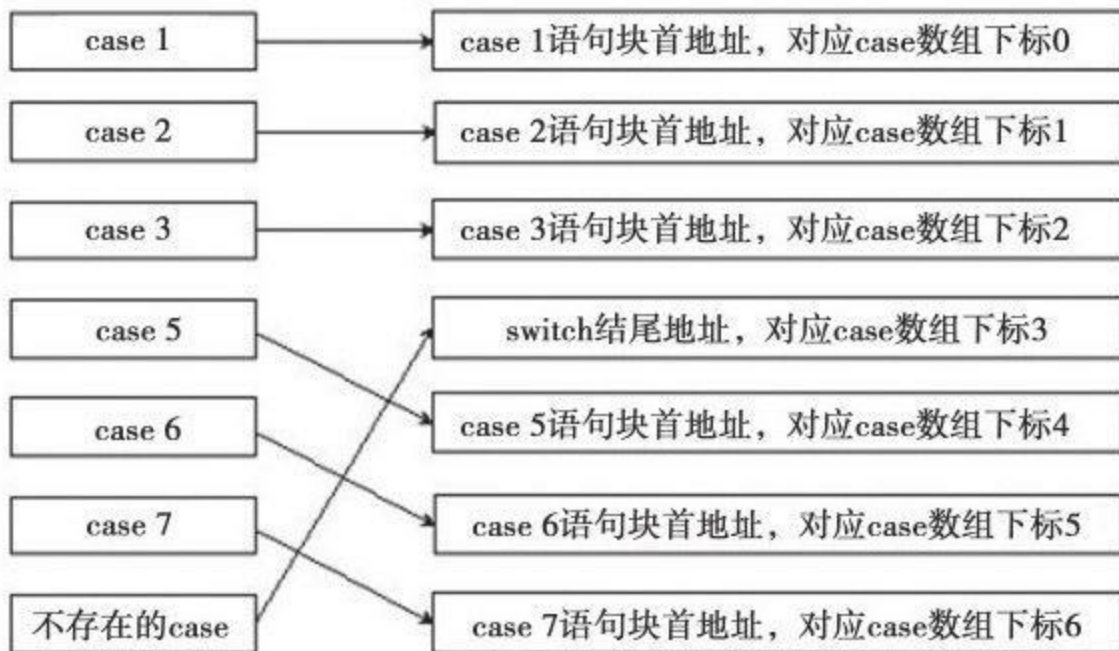 case 1
case 1语句块首地址，对应case数组下标0
case 2
case 2语句块首地址，对应case数组下标1
case 3
case 3语句块首地址，对应case数组下标2
case 5
switch结尾地址，对应case数组下标3
case 6
case 5语句块首地址，对应case数组下标4
case 7
case 6语句块首地址，对应case数组下标5
不存在的case
case 7语句块首地址，对应case数组下标6